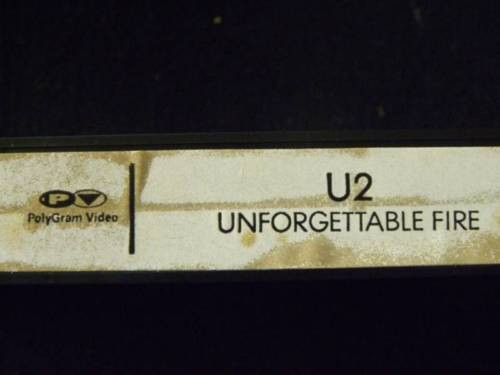 P
PolyGram Video
U2
UNFORGETTABLE FIRE